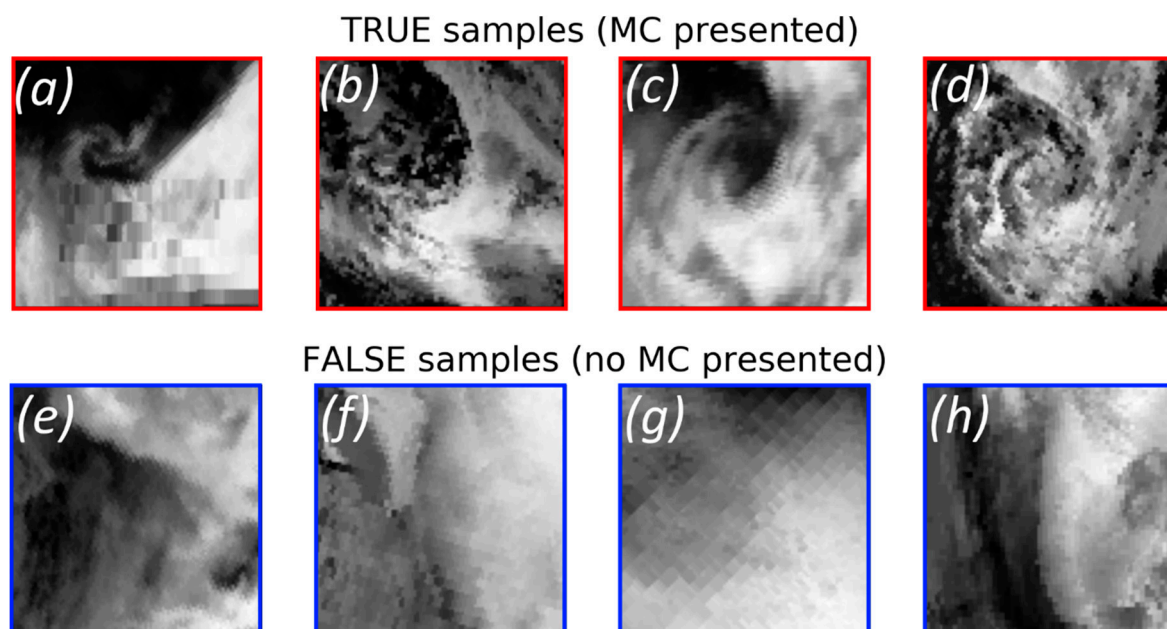 TRUE samples (MC presented)
(a) (b) (c) (d)
FALSE samples (no MC presented)
(e) (f) (g) (h)